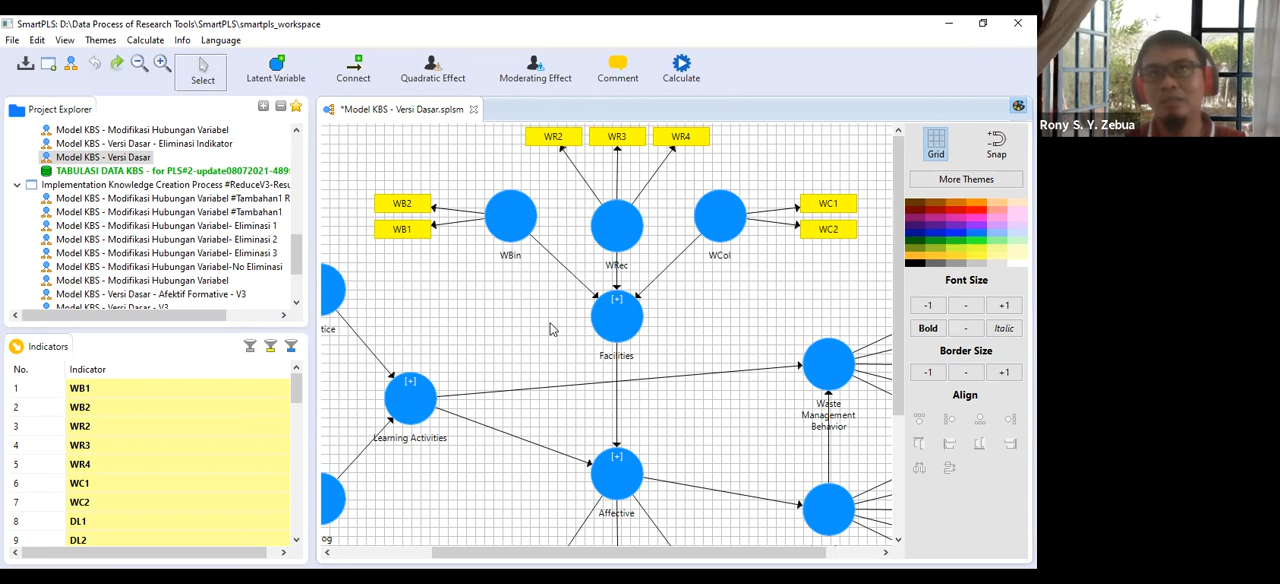 SmartPLS: D:\Data Process of Research Tools\SmartPLS\smartpls_workspace
File Edit View Themes Calculate Info Language
Select
Latent Variable
Connect
Quadratic Effect
Moderating Effect
Comment
Calculate
Project Explorer
Model KBS - Modifikasi Hubungan Variabel
Model KBS - Versi Dasar - Eliminasi Indikator
Model KBS - Versi Dasar
TABULASI DATA KBS - for PLS#2-update08072021-489
Implementation Knowledge Creation Process #ReduceV3-Resu
Model KBS - Modifikasi Hubungan Variabel #Tambahan1 R
Model KBS - Modifikasi Hubungan Variabel #Tambahan1
Model KBS - Modifikasi Hubungan Variabel- Eliminasi 1
Model KBS - Modifikasi Hubungan Variabel- Eliminasi 2
Model KBS - Modifikasi Hubungan Variabel- Eliminasi 3
Model KBS - Modifikasi Hubungan Variabel-No Eliminasi
Model KBS - Modifikasi Hubungan Variabel
Model KBS - Versi Dasar - Afektif Formative - V3
Model KBS - Versi Dasar - V3
Indicators
No. Indicator
1 WB1
2 WB2
3 WR2
4 WR3
5 WR4
6 WC1
7 WC2
8 DL1
9 DL2
*Model KBS - Versi Dasar.splsm
WR2 WR3 WR4
WB2
WB1
WC1
WC2
WBin
WRec
WCol
[+]
Facilities
tice
[+]
Learning Activities
Waste
Management
Behavior
[+]
Affective
og
Grid
Snap
More Themes
Font Size
-1 - +1
Bold - Italic
Border Size
-1 - +1
Align
Rony S. Y. Zebua